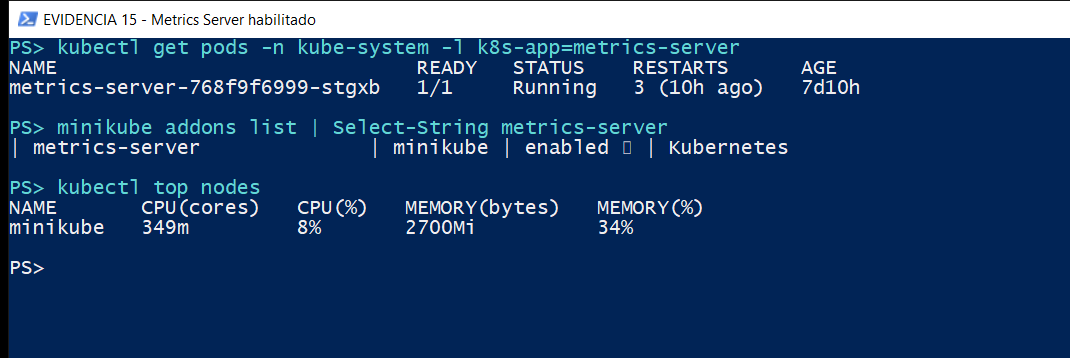 EVIDENCIA 15 - Metrics Server habilitado
PS> kubectl get pods -n kube-system -l k8s-app=metrics-server
NAME READY STATUS RESTARTS AGE
metrics-server-768f9f6999-stgxb 1/1 Running 3 (10h ago) 7d10h
PS> minikube addons list | Select-String metrics-server
| metrics-server | minikube | enabled ▯ | Kubernetes
PS> kubectl top nodes
NAME CPU(cores) CPU(%) MEMORY(bytes) MEMORY(%)
minikube 349m 8% 2700Mi 34%
PS>